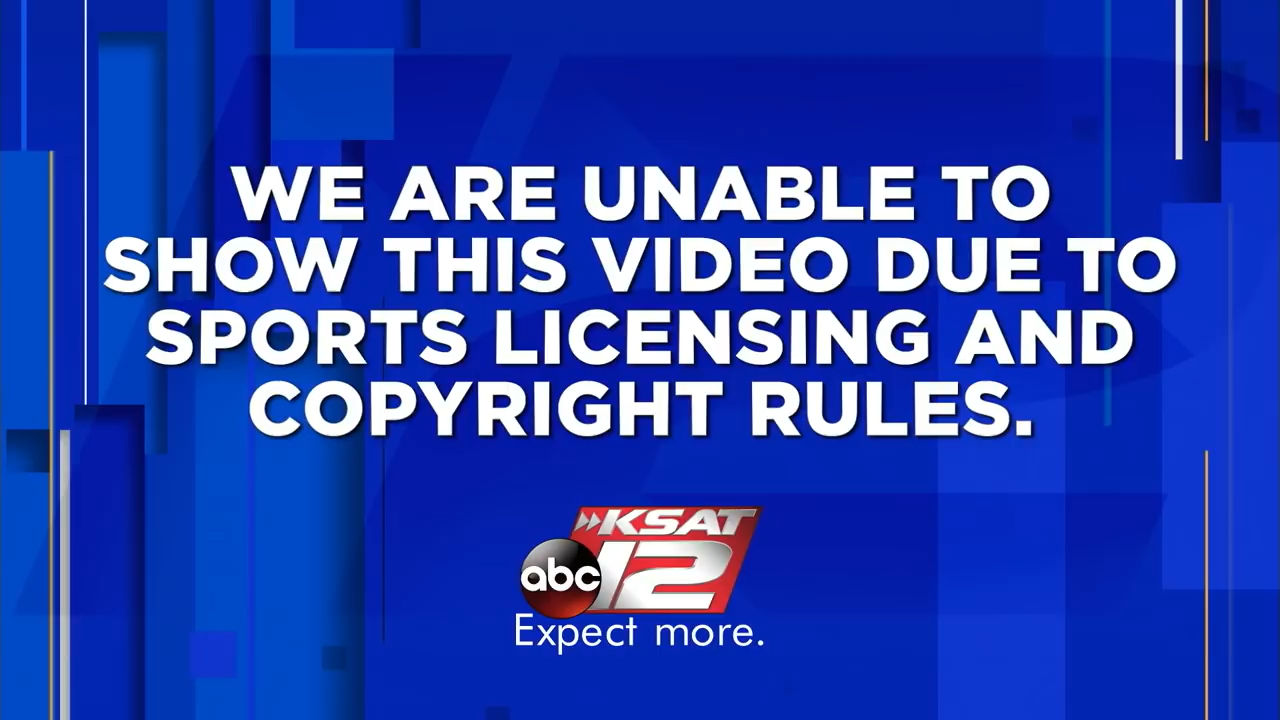 WE ARE UNABLE TO
SHOW THIS VIDEO DUE TO
SPORTS LICENSING AND
COPYRIGHT RULES.
KSAT
abc 12
Expect more.